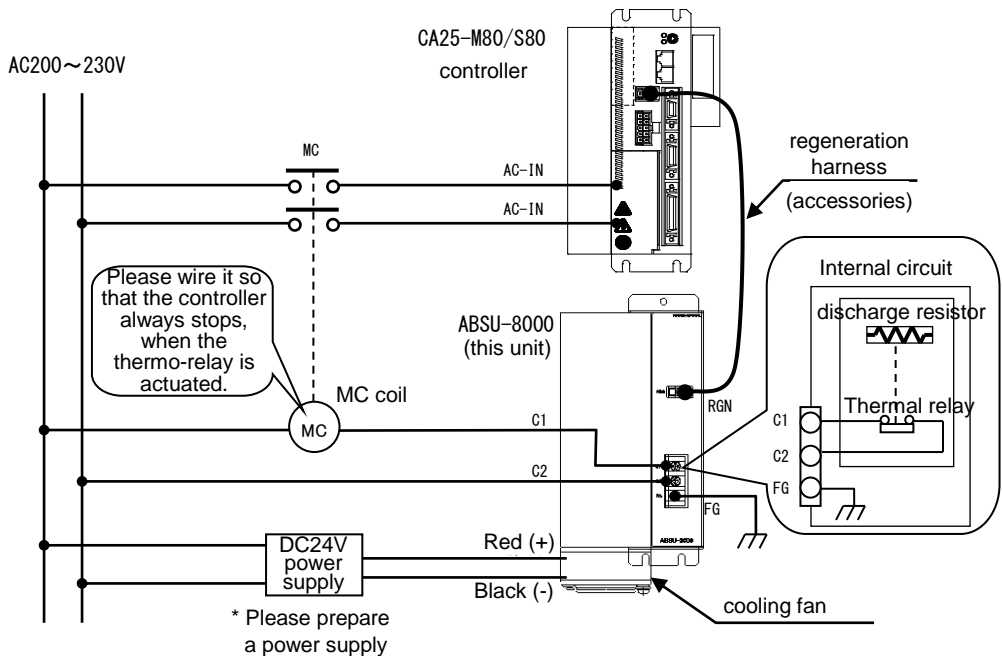 CA25-M80/S80
controller
AC200～230V
MC
AC-IN
AC-IN
regeneration
harness
(accessories)
Please wire it so
that the controller
always stops,
when the
thermo-relay is
actuated.
ABSU-8000
(this unit)
Internal circuit
discharge resistor
Thermal relay
C1
C2
FG
MC coil
MC
C1
RGN
C2
FG
DC24V
power
supply
Red (+)
Black (-)
cooling fan
* Please prepare
a power supply